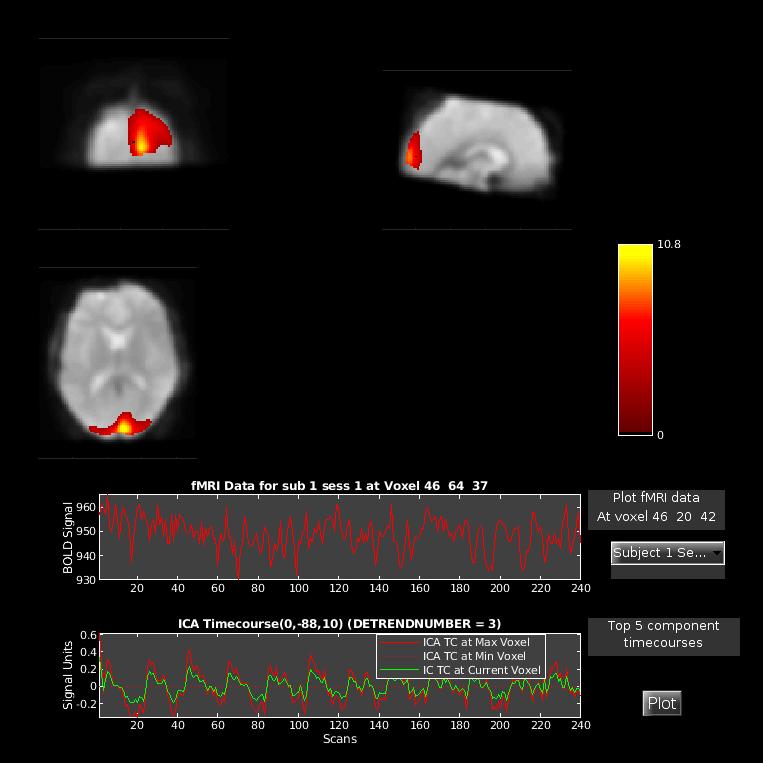 10.8
0
fMRI Data for sub 1 sess 1 at Voxel 46 64 37
BOLD Signal
960
950
940
930
20 40 60 80 100 120 140 160 180 200 220 240
Plot fMRI data
At voxel 46 20 42
Subject 1 Se...
ICA Timecourse(0,-88,10) (DETRENDNUMBER = 3)
Signal Units
0.6
0.4
0.2
0
-0.2
ICA TC at Max Voxel
ICA TC at Min Voxel
IC TC at Current Voxel
20 40 60 80 100 120 140 160 180 200 220 240
Scans
Top 5 component
timecourses
Plot